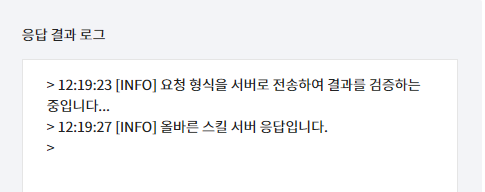 응답 결과 로그
> 12:19:23 [INFO] 요청 형식을 서버로 전송하여 결과를 검증하는
중입니다...
> 12:19:27 [INFO] 올바른 스킬 서버 응답입니다.
>